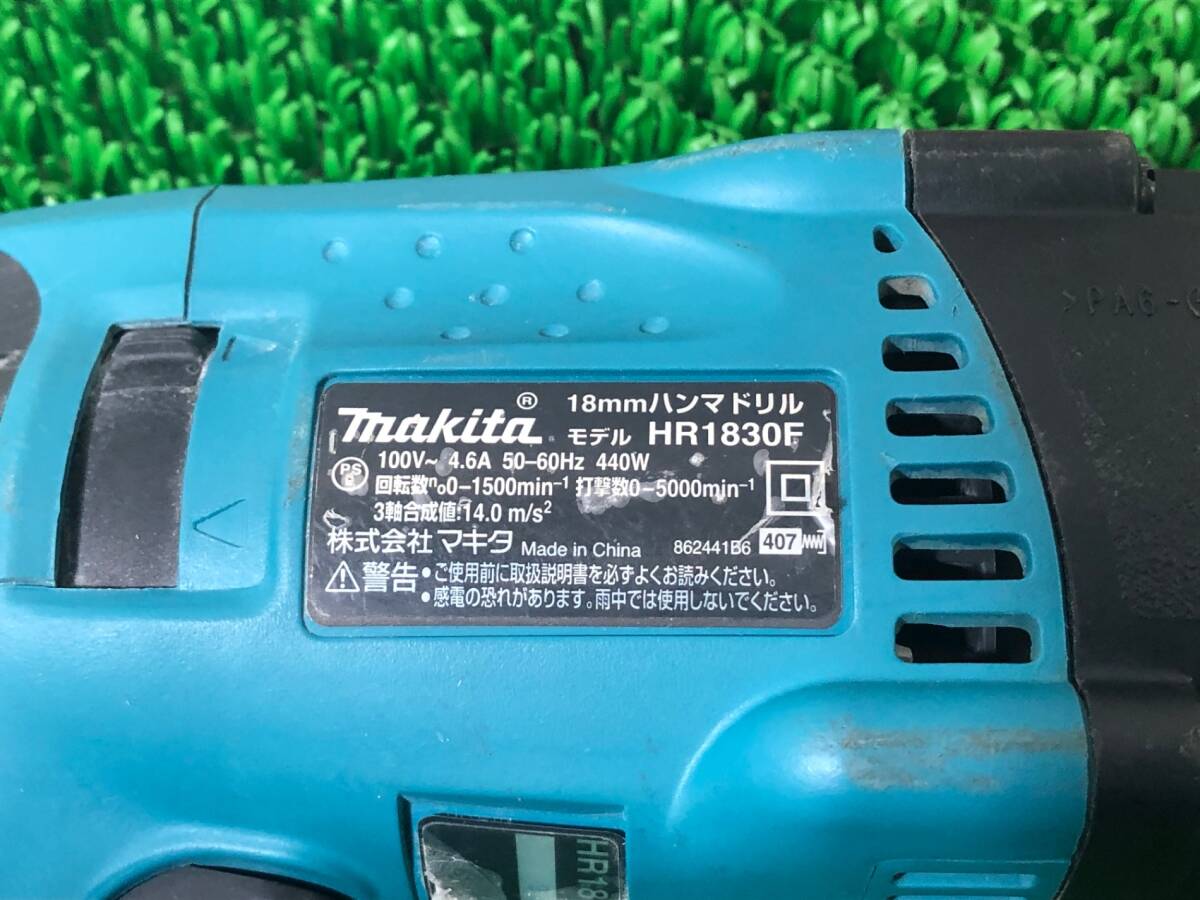 makita® 18mmハンマドリル
モデル HR1830F
PS E 100V~ 4.6A 50-60Hz 440W
回転数n₀0-1500min⁻¹ 打撃数0-5000min⁻¹
3軸合成値:14.0 m/s²
株式会社 マキタ Made in China 862441B6 407
警告 •ご使用前に取扱説明書を必ずよくお読みください。
•感電の恐れがあります。雨中では使用しないでください。
>PA6-
HR18